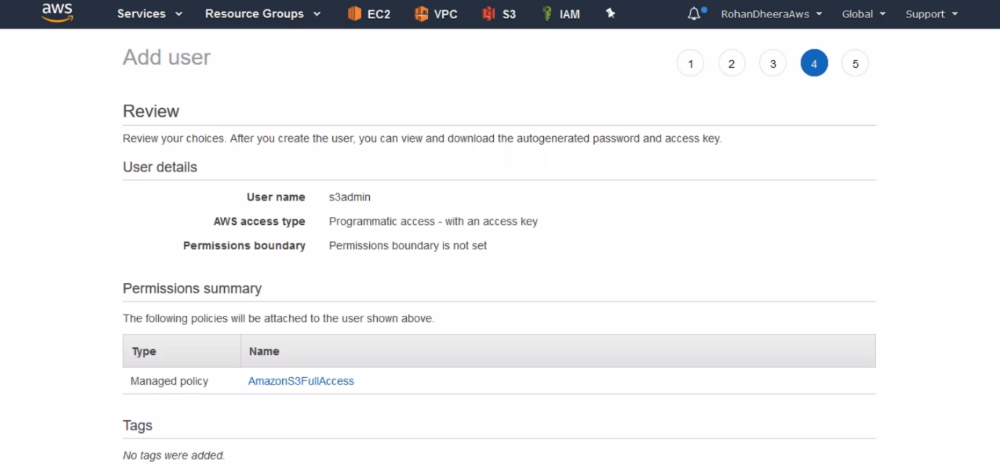 aws Services Resource Groups EC2 VPC S3 IAM RohanDheeraAws Global Support
Add user 1 2 3 4 5
Review
Review your choices. After you create the user, you can view and download the autogenerated password and access key.
User details
User name s3admin
AWS access type Programmatic access - with an access key
Permissions boundary Permissions boundary is not set
Permissions summary
The following policies will be attached to the user shown above.
Type Name
Managed policy AmazonS3FullAccess
Tags
No tags were added.